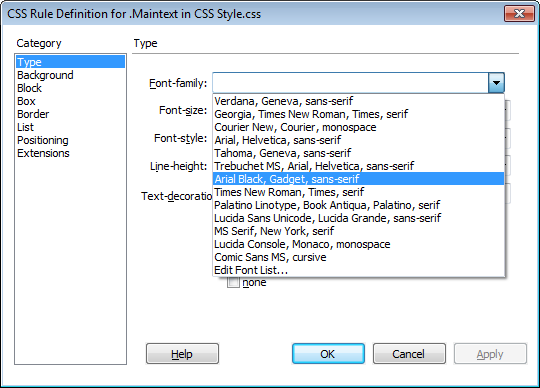 CSS Rule Definition for .Maintext in CSS Style.css
Category
Type
Background
Block
Box
Border
List
Positioning
Extensions
Type
Font-family:
Font-size:
Font-style:
Line-height:
Text-decoratio
Verdana, Geneva, sans-serif
Georgia, Times New Roman, Times, serif
Courier New, Courier, monospace
Arial, Helvetica, sans-serif
Tahoma, Geneva, sans-serif
Trebuchet MS, Arial, Helvetica, sans-serif
Arial Black, Gadget, sans-serif
Times New Roman, Times, serif
Palatino Linotype, Book Antiqua, Palatino, serif
Lucida Sans Unicode, Lucida Grande, sans-serif
MS Serif, New York, serif
Lucida Console, Monaco, monospace
Comic Sans MS, cursive
Edit Font List...
none
Help
OK
Cancel
Apply